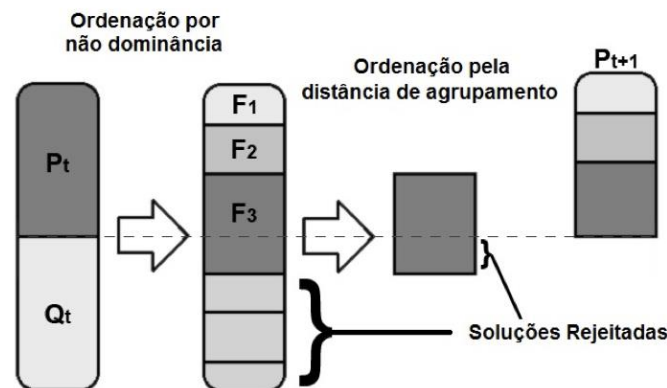 Ordenação por
não dominância
Ordenação pela
distância de agrupamento
Pt+1
F1
F2
Pt
F3
Qt
Soluções Rejeitadas